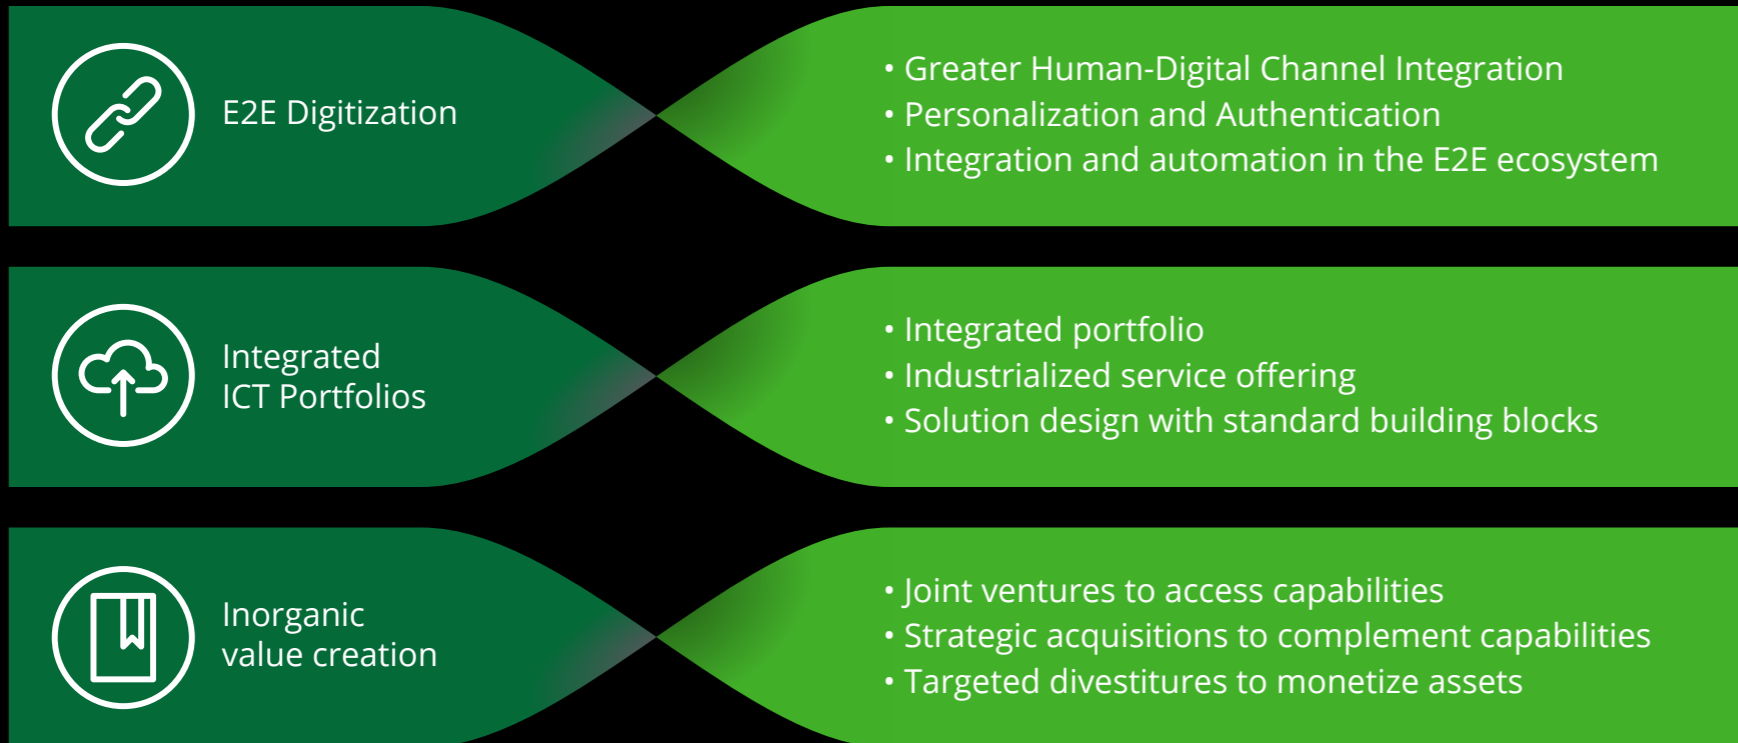 E2E Digitization
• Greater Human-Digital Channel Integration
• Personalization and Authentication
• Integration and automation in the E2E ecosystem
Integrated
ICT Portfolios
• Integrated portfolio
• Industrialized service offering
• Solution design with standard building blocks
Inorganic
value creation
• Joint ventures to access capabilities
• Strategic acquisitions to complement capabilities
• Targeted divestitures to monetize assets